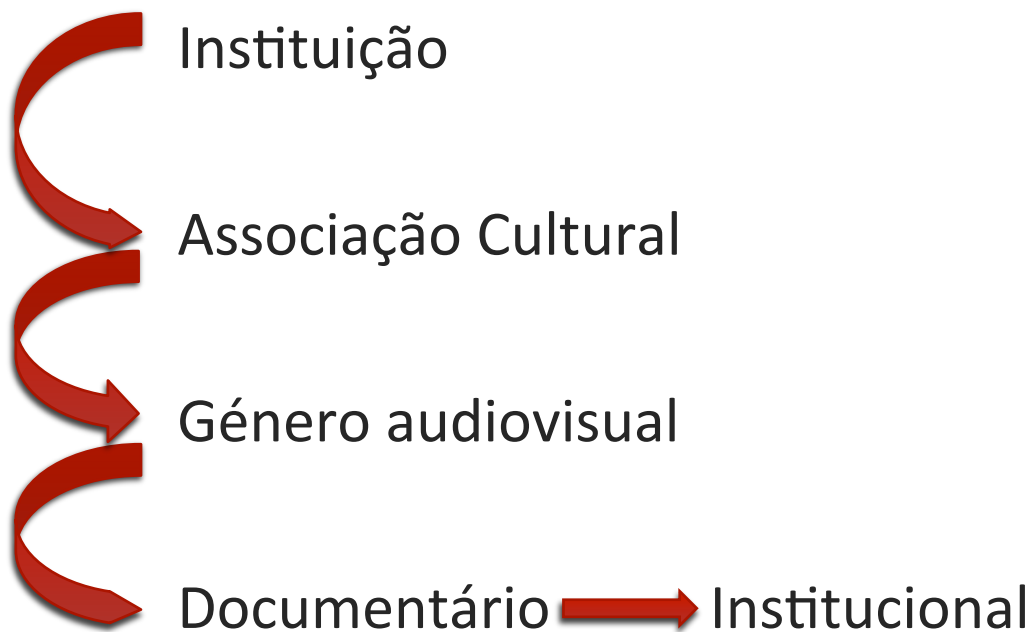 Instituição
Associação Cultural
Género audiovisual
Documentário Institucional